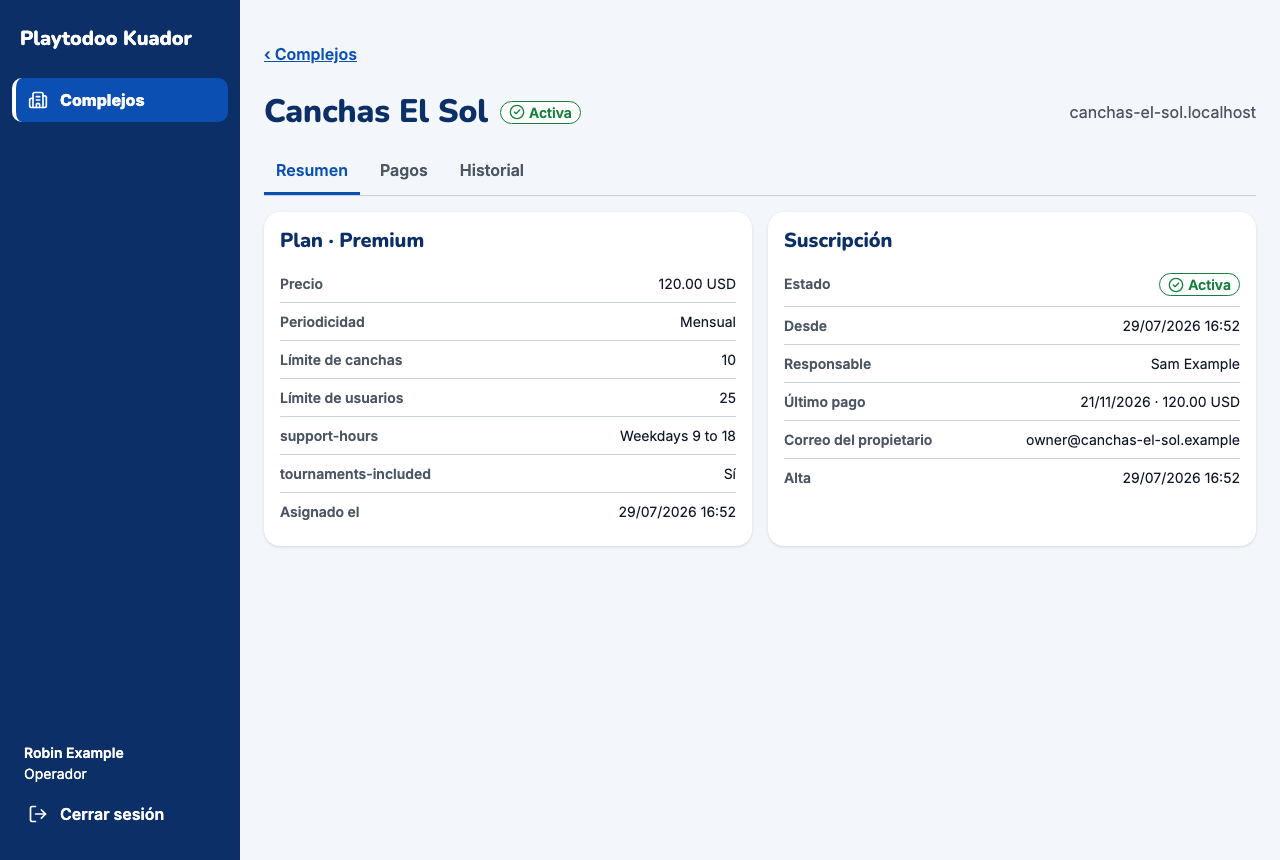 Playtodoo Kuador
Complejos
‹ Complejos
Canchas El Sol
Activa
canchas-el-sol.localhost
Resumen
Pagos
Historial
Plan · Premium
Precio 120.00 USD
Periodicidad Mensual
Límite de canchas 10
Límite de usuarios 25
support-hours Weekdays 9 to 18
tournaments-included Sí
Asignado el 29/07/2026 16:52
Suscripción
Estado Activa
Desde 29/07/2026 16:52
Responsable Sam Example
Último pago 21/11/2026 · 120.00 USD
Correo del propietario owner@canchas-el-sol.example
Alta 29/07/2026 16:52
Robin Example
Operador
Cerrar sesión